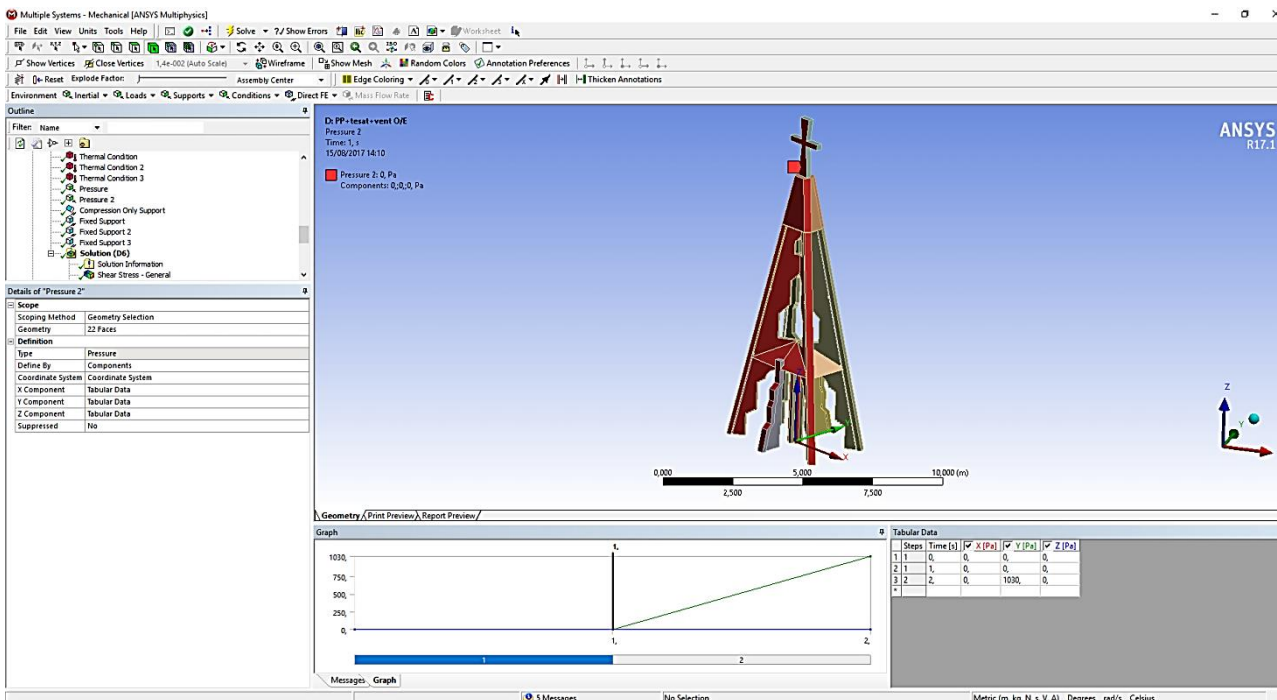 Multiple Systems - Mechanical [ANSYS Multiphysics]
File Edit View Units Tools Help Solve ?/ Show Errors Worksheet
Show Vertices Close Vertices 1,4e-002 (Auto Scale) Wireframe Show Mesh Random Colors Annotation Preferences
Reset Explode Factor: Assembly Center Edge Coloring Thicken Annotations
Environment Inertial Loads Supports Conditions Direct FE Mass Flow Rate
Outline
Filter: Name
Thermal Condition
Thermal Condition 2
Thermal Condition 3
Pressure
Pressure 2
Compression Only Support
Fixed Support
Fixed Support 2
Fixed Support 3
Solution (D6)
Solution Information
Shear Stress - General
Details of "Pressure 2"
Scope
Scoping Method Geometry Selection
Geometry 22 Faces
Definition
Type Pressure
Define By Components
Coordinate System Coordinate System
X Component Tabular Data
Y Component Tabular Data
Z Component Tabular Data
Suppressed No
D: PP+tesat+vent O/E
Pressure 2
Time: 1, s
15/08/2017 14:10
Pressure 2: 0, Pa
Components: 0,;0,;0, Pa
ANSYS
R17.1
X
Z
Y
0,000 5,000 10,000 (m)
2,500 7,500
Geometry Print Preview Report Preview
Graph
1,
1030,
750,
500,
250,
0,
1, 2,
1 2
Messages Graph
Tabular Data
Steps Time [s] X [Pa] Y [Pa] Z [Pa]
1 1 0, 0, 0, 0,
2 1 1, 0, 0, 0,
3 2 2, 0, 1030, 0,
*
5 Messages No Selection Metric (m, kg, N, s, V, A) Degrees rad/s Celsius